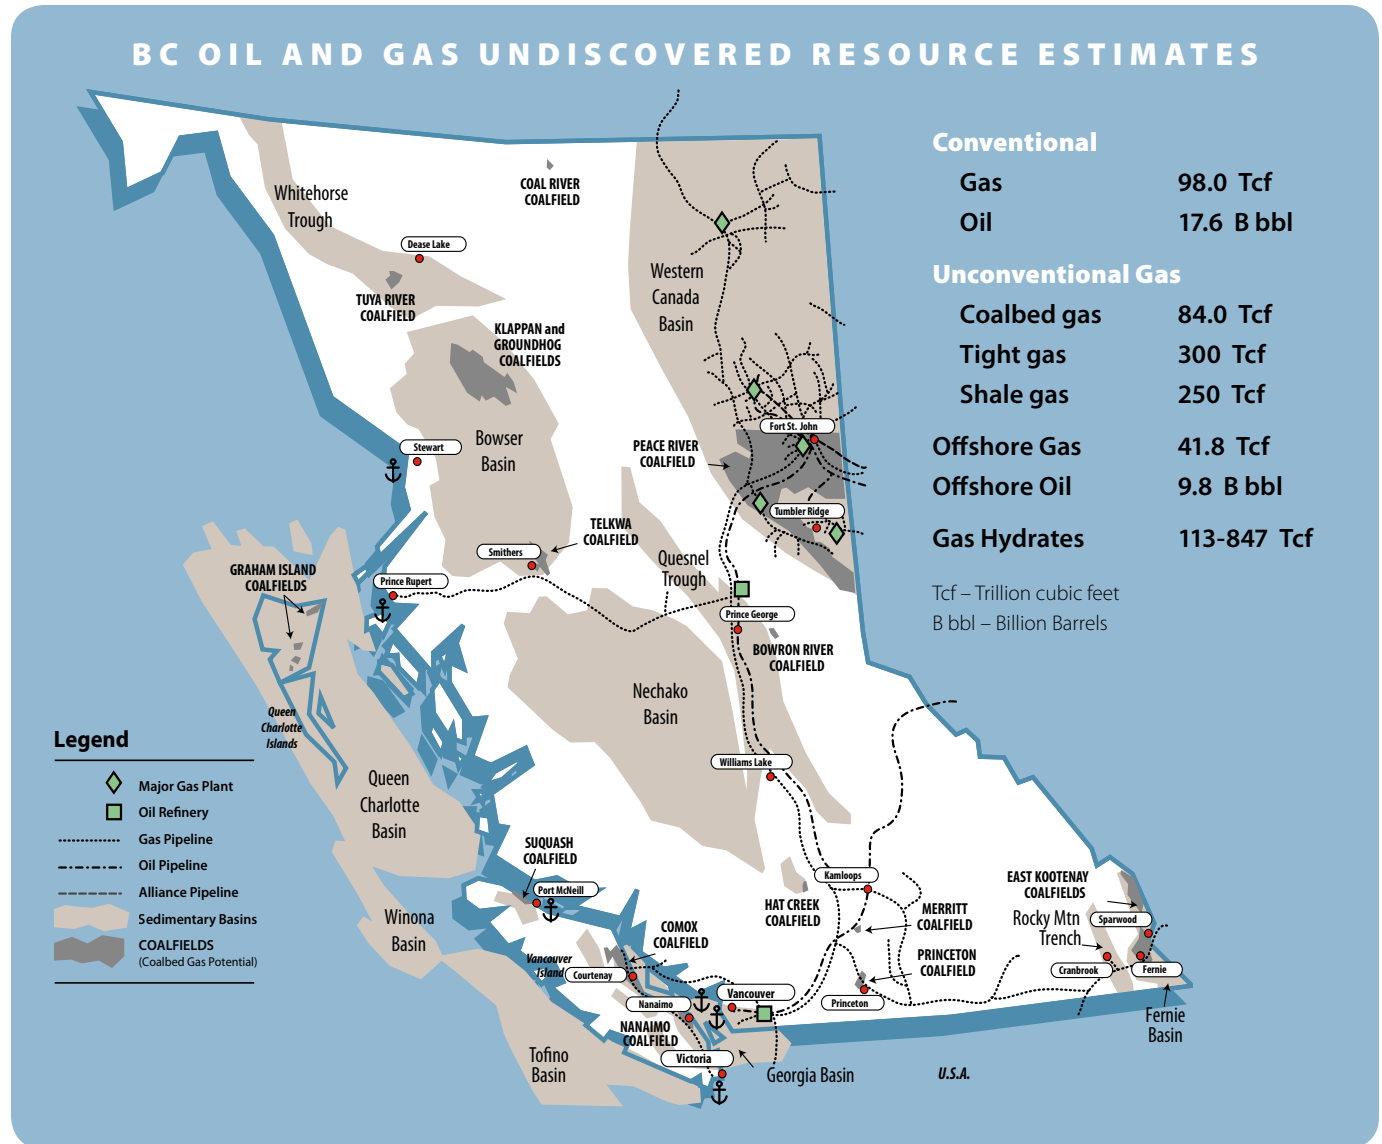 BC OIL AND GAS UNDISCOVERED RESOURCE ESTIMATES
Conventional
Gas 98.0 Tcf
Oil 17.6 B bbl
Unconventional Gas
Coalbed gas 84.0 Tcf
Tight gas 300 Tcf
Shale gas 250 Tcf
Offshore Gas 41.8 Tcf
Offshore Oil 9.8 B bbl
Gas Hydrates 113-847 Tcf
Tcf – Trillion cubic feet
B bbl – Billion Barrels
Whitehorse
Trough
COAL RIVER
COALFIELD
Dease Lake
TUYA RIVER
COALFIELD
Western
Canada
Basin
KLAPPAN and
GROUNDHOG
COALFIELDS
Fort St. John
Stewart
Bowser
Basin
PEACE RIVER
COALFIELD
Tumbler Ridge
TELKWA
COALFIELD
Smithers
Quesnel
Trough
GRAHAM ISLAND
COALFIELDS
Prince Rupert
Prince George
BOWRON RIVER
COALFIELD
Nechako
Basin
Queen
Charlotte
Islands
Williams Lake
Queen
Charlotte
Basin
SUQUASH
COALFIELD
Port McNeill
Kamloops
HAT CREEK
COALFIELD
MERRITT
COALFIELD
EAST KOOTENAY
COALFIELDS
Rocky Mtn
Trench
Sparwood
Winona
Basin
COMOX
COALFIELD
Vancouver
Island
Courtenay
PRINCETON
COALFIELD
Cranbrook
Fernie
Nanaimo
Vancouver
Princeton
NANAIMO
COALFIELD
Fernie
Basin
Victoria
Tofino
Basin
Georgia Basin
U.S.A.
Legend
Major Gas Plant
Oil Refinery
Gas Pipeline
Oil Pipeline
Alliance Pipeline
Sedimentary Basins
COALFIELDS
(Coalbed Gas Potential)